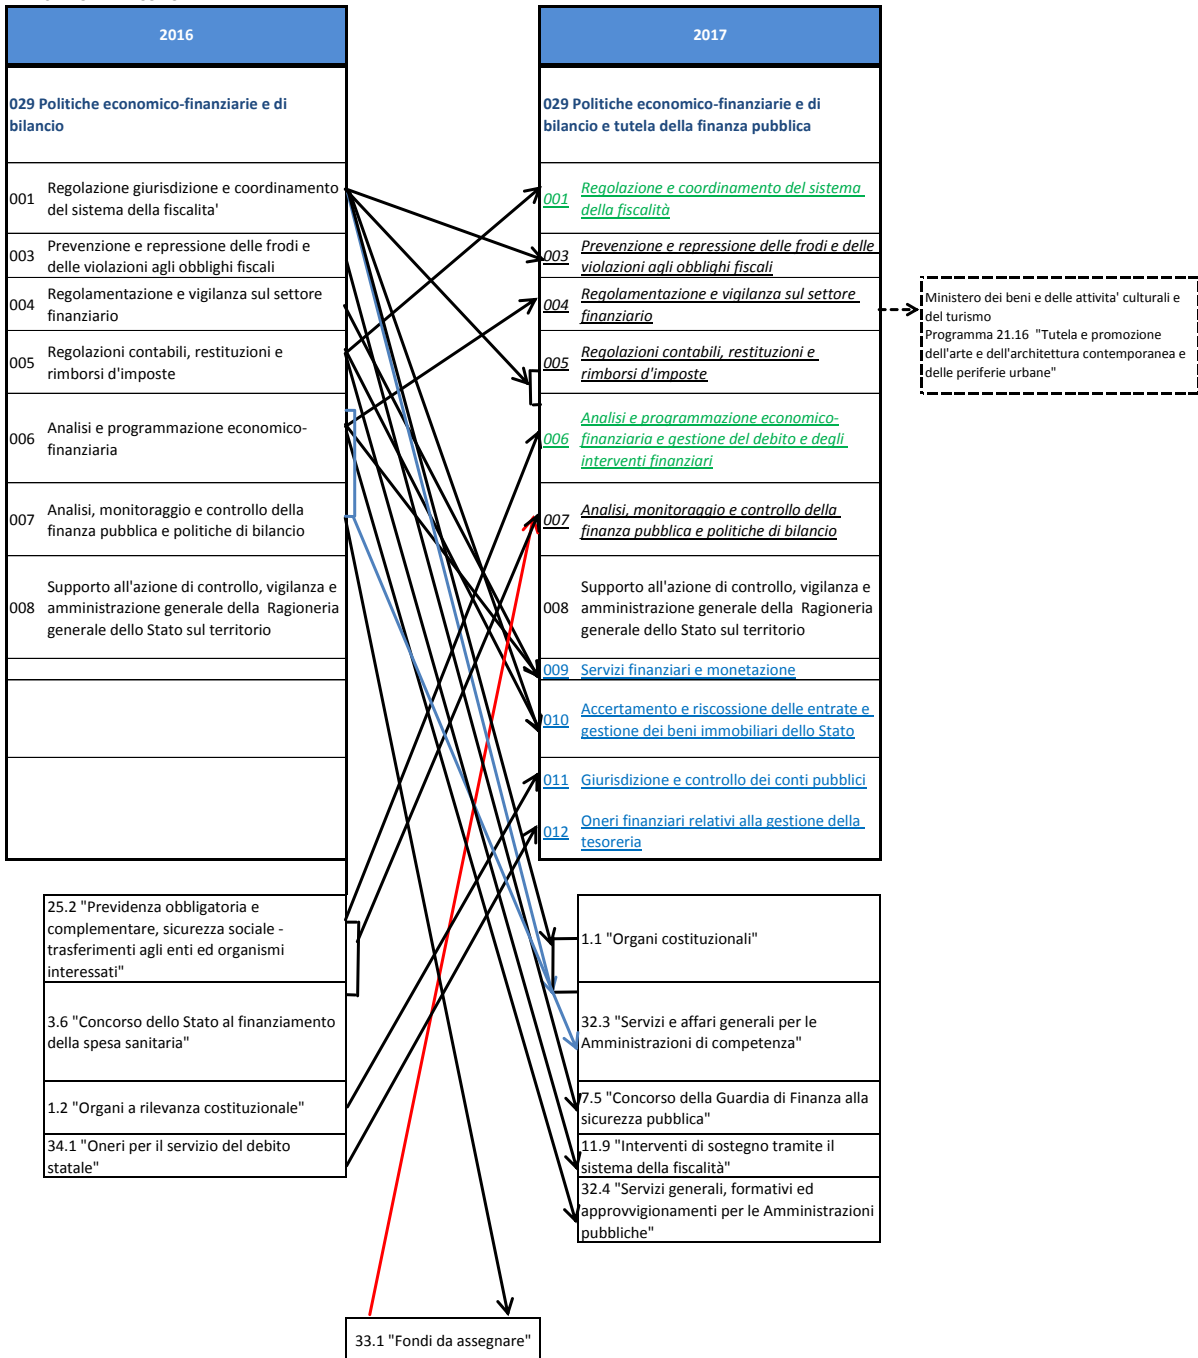 2016
029 Politiche economico-finanziarie e di
bilancio
001 Regolazione giurisdizione e coordinamento
del sistema della fiscalita'
003 Prevenzione e repressione delle frodi e
delle violazioni agli obblighi fiscali
004 Regolamentazione e vigilanza sul settore
finanziario
005 Regolazioni contabili, restituzioni e
rimborsi d'imposte
006 Analisi e programmazione economico-
finanziaria
007 Analisi, monitoraggio e controllo della
finanza pubblica e politiche di bilancio
008 Supporto all'azione di controllo, vigilanza e
amministrazione generale della Ragioneria
generale dello Stato sul territorio
25.2 "Previdenza obbligatoria e
complementare, sicurezza sociale -
trasferimenti agli enti ed organismi
interessati"
3.6 "Concorso dello Stato al finanziamento
della spesa sanitaria"
1.2 "Organi a rilevanza costituzionale"
34.1 "Oneri per il servizio del debito
statale"
2017
029 Politiche economico-finanziarie e di
bilancio e tutela della finanza pubblica
001 Regolazione e coordinamento del sistema
della fiscalità
003 Prevenzione e repressione delle frodi e delle
violazioni agli obblighi fiscali
004 Regolamentazione e vigilanza sul settore
finanziario
005 Regolazioni contabili, restituzioni e
rimborsi d'imposte
006 Analisi e programmazione economico-
finanziaria e gestione del debito e degli
interventi finanziari
007 Analisi, monitoraggio e controllo della
finanza pubblica e politiche di bilancio
008 Supporto all'azione di controllo, vigilanza e
amministrazione generale della Ragioneria
generale dello Stato sul territorio
009 Servizi finanziari e monetazione
010 Accertamento e riscossione delle entrate e
gestione dei beni immobiliari dello Stato
011 Giurisdizione e controllo dei conti pubblici
012 Oneri finanziari relativi alla gestione della
tesoreria
1.1 "Organi costituzionali"
32.3 "Servizi e affari generali per le
Amministrazioni di competenza"
7.5 "Concorso della Guardia di Finanza alla
sicurezza pubblica"
11.9 "Interventi di sostegno tramite il
sistema della fiscalità"
32.4 "Servizi generali, formativi ed
approvvigionamenti per le Amministrazioni
pubbliche"
Ministero dei beni e delle attivita' culturali e
del turismo
Programma 21.16 "Tutela e promozione
dell'arte e dell'architettura contemporanea e
delle periferie urbane"
33.1 "Fondi da assegnare"